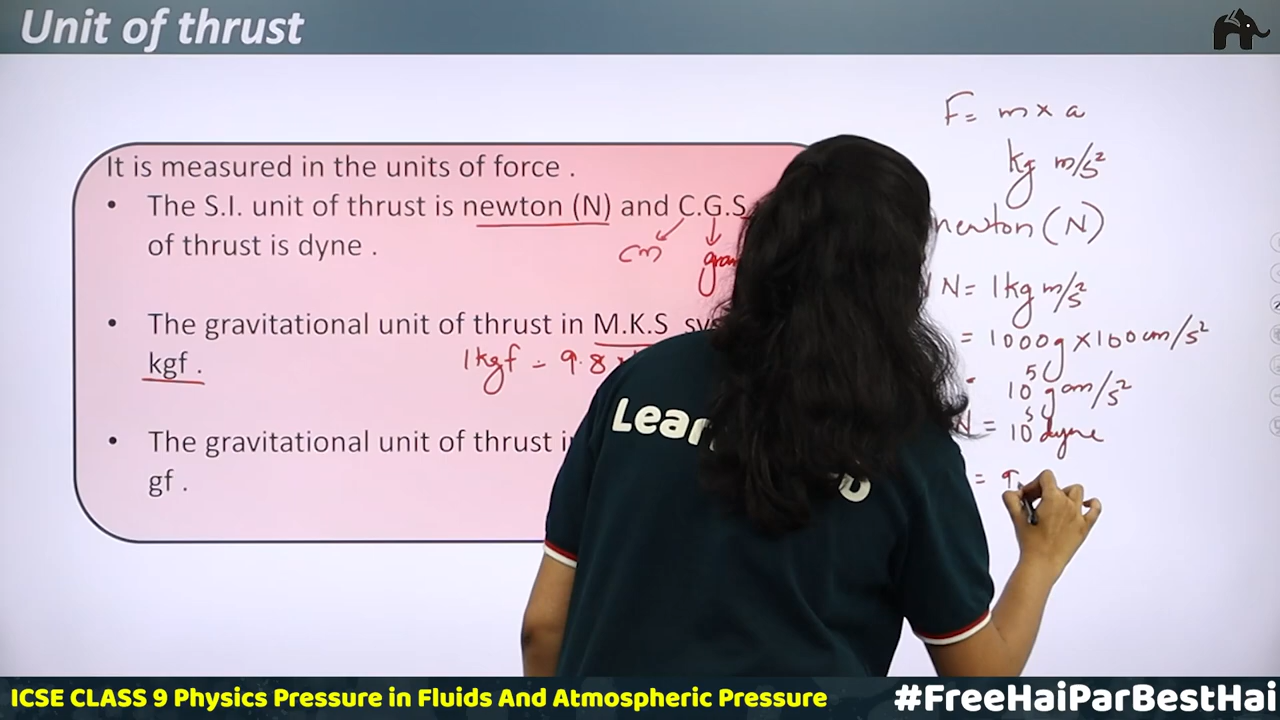 Unit of thrust
It is measured in the units of force .
• The S.I. unit of thrust is newton (N) and C.G.S
of thrust is dyne .
cm
• The gravitational unit of thrust in M.K.S
kgf .
1kgf = 9.8
• The gravitational unit of thrust
gf .
F = m × a
kg m/s²
newton (N)
N = 1kg m/s²
= 1000g × 100cm/s²
10⁵ g cm/s²
N = 10⁵ dyne
= 9.
Lear
ICSE CLASS 9 Physics Pressure in Fluids And Atmospheric Pressure
#FreeHaiParBestHai